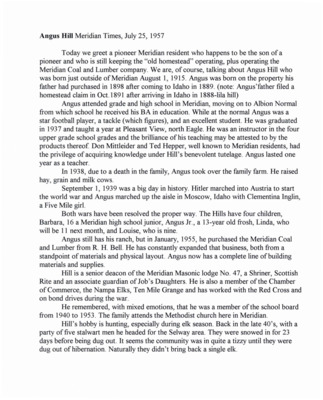 Angus Hill Meridian Times, July 25, 1957
Today we greet a pioneer Meridian resident who happens to be the son of a
pioneer and who is still keeping the "old homestead" operating, plus operating the
Meridian Coal and Lumber company. We are, of course, talking about Angus Hill who
was born just outside of Meridian August 1, 1915. Angus was born on the property his
father had purchased in 1898 after coming to Idaho in 1889. (note: Angus'father filed a
homestead claim in Oct.1891 after arriving in Idaho in 1888-lila hill)
Angus attended grade and high school in Meridian, moving on to Albion Normal
from which school he received his BA in education. While at the normal Angus was a
star football player, a tackle (which figures), and an excellent student. He was graduated
in 1937 and taught a year at Pleasant View, north Eagle. He was an instructor in the four
upper grade school grades and the brilliance of his teaching may be attested to by the
products thereof. Don Mittleider and Ted Hepper, well known to Meridian residents, had
the privilege of acquiring knowledge under Hill's benevolent tutelage. Angus lasted one
year as a teacher.
In 1938, due to a death in the family, Angus took over the family farm. He raised
hay, grain and milk cows.
September 1, 1939 was a big day in history. Hitler marched into Austria to start
the world war and Angus marched up the aisle in Moscow, Idaho with Clementina Inglin,
a Five Mile girl.
Both wars have been resolved the proper way. The Hills have four children,
Barbara, 16 a Meridian high school junior, Angus Jr., a 13-year old frosh, Linda, who
will be 11 next month, and Louise, who is nine.
Angus still has his ranch, but in January, 1955, he purchased the Meridian Coal
and Lumber from R. H. Bell. He has constantly expanded that business, both from a
standpoint of materials and physical layout. Angus now has a complete line of building
materials and supplies.
Hill is a senior deacon of the Meridian Masonic lodge No. 47, a Shriner, Scottish
Rite and an associate guardian of Job's Daughters. He is also a member of the Chamber
of Commerce, the Nampa Elks, Ten Mile Grange and has worked with the Red Cross and
on bond drives during the war.
He remembered, with mixed emotions, that he was a member of the school board
from 1940 to 1953. The family attends the Methodist church here in Meridian.
Hill's hobby is hunting, especially during elk season. Back in the late 40's, with a
party of five stalwart men he headed for the Selway area. They were snowed in for 23
days before being dug out. It seems the community was in quite a tizzy until they were
dug out of hibernation. Naturally they didn't bring back a single elk.